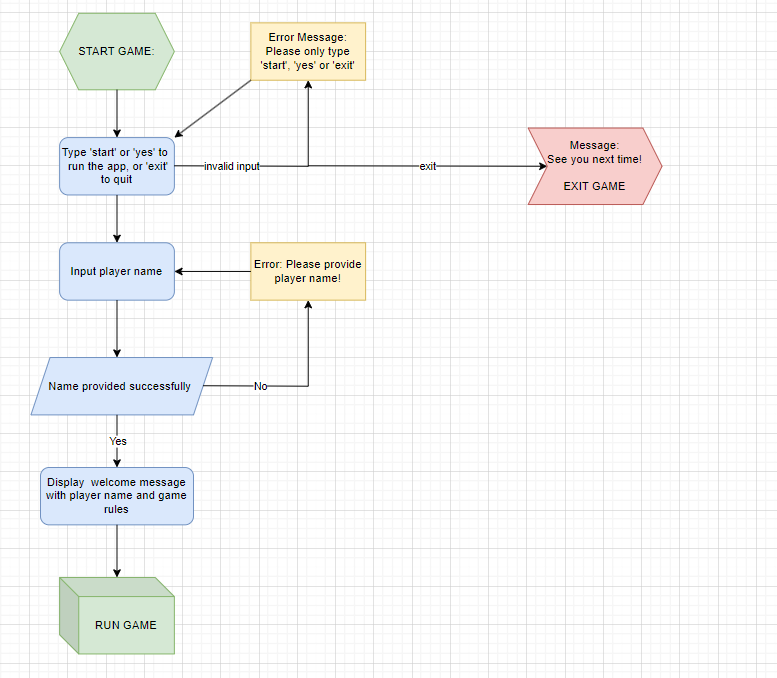 START GAME:
Error Message:
Please only type
'start', 'yes' or 'exit'
Type 'start' or 'yes' to
run the app, or 'exit'
to quit
invalid input
exit
Message:
See you next time!
EXIT GAME
Input player name
Error: Please provide
player name!
Name provided successfully
No
Yes
Display  welcome message
with player name and game
rules
RUN GAME